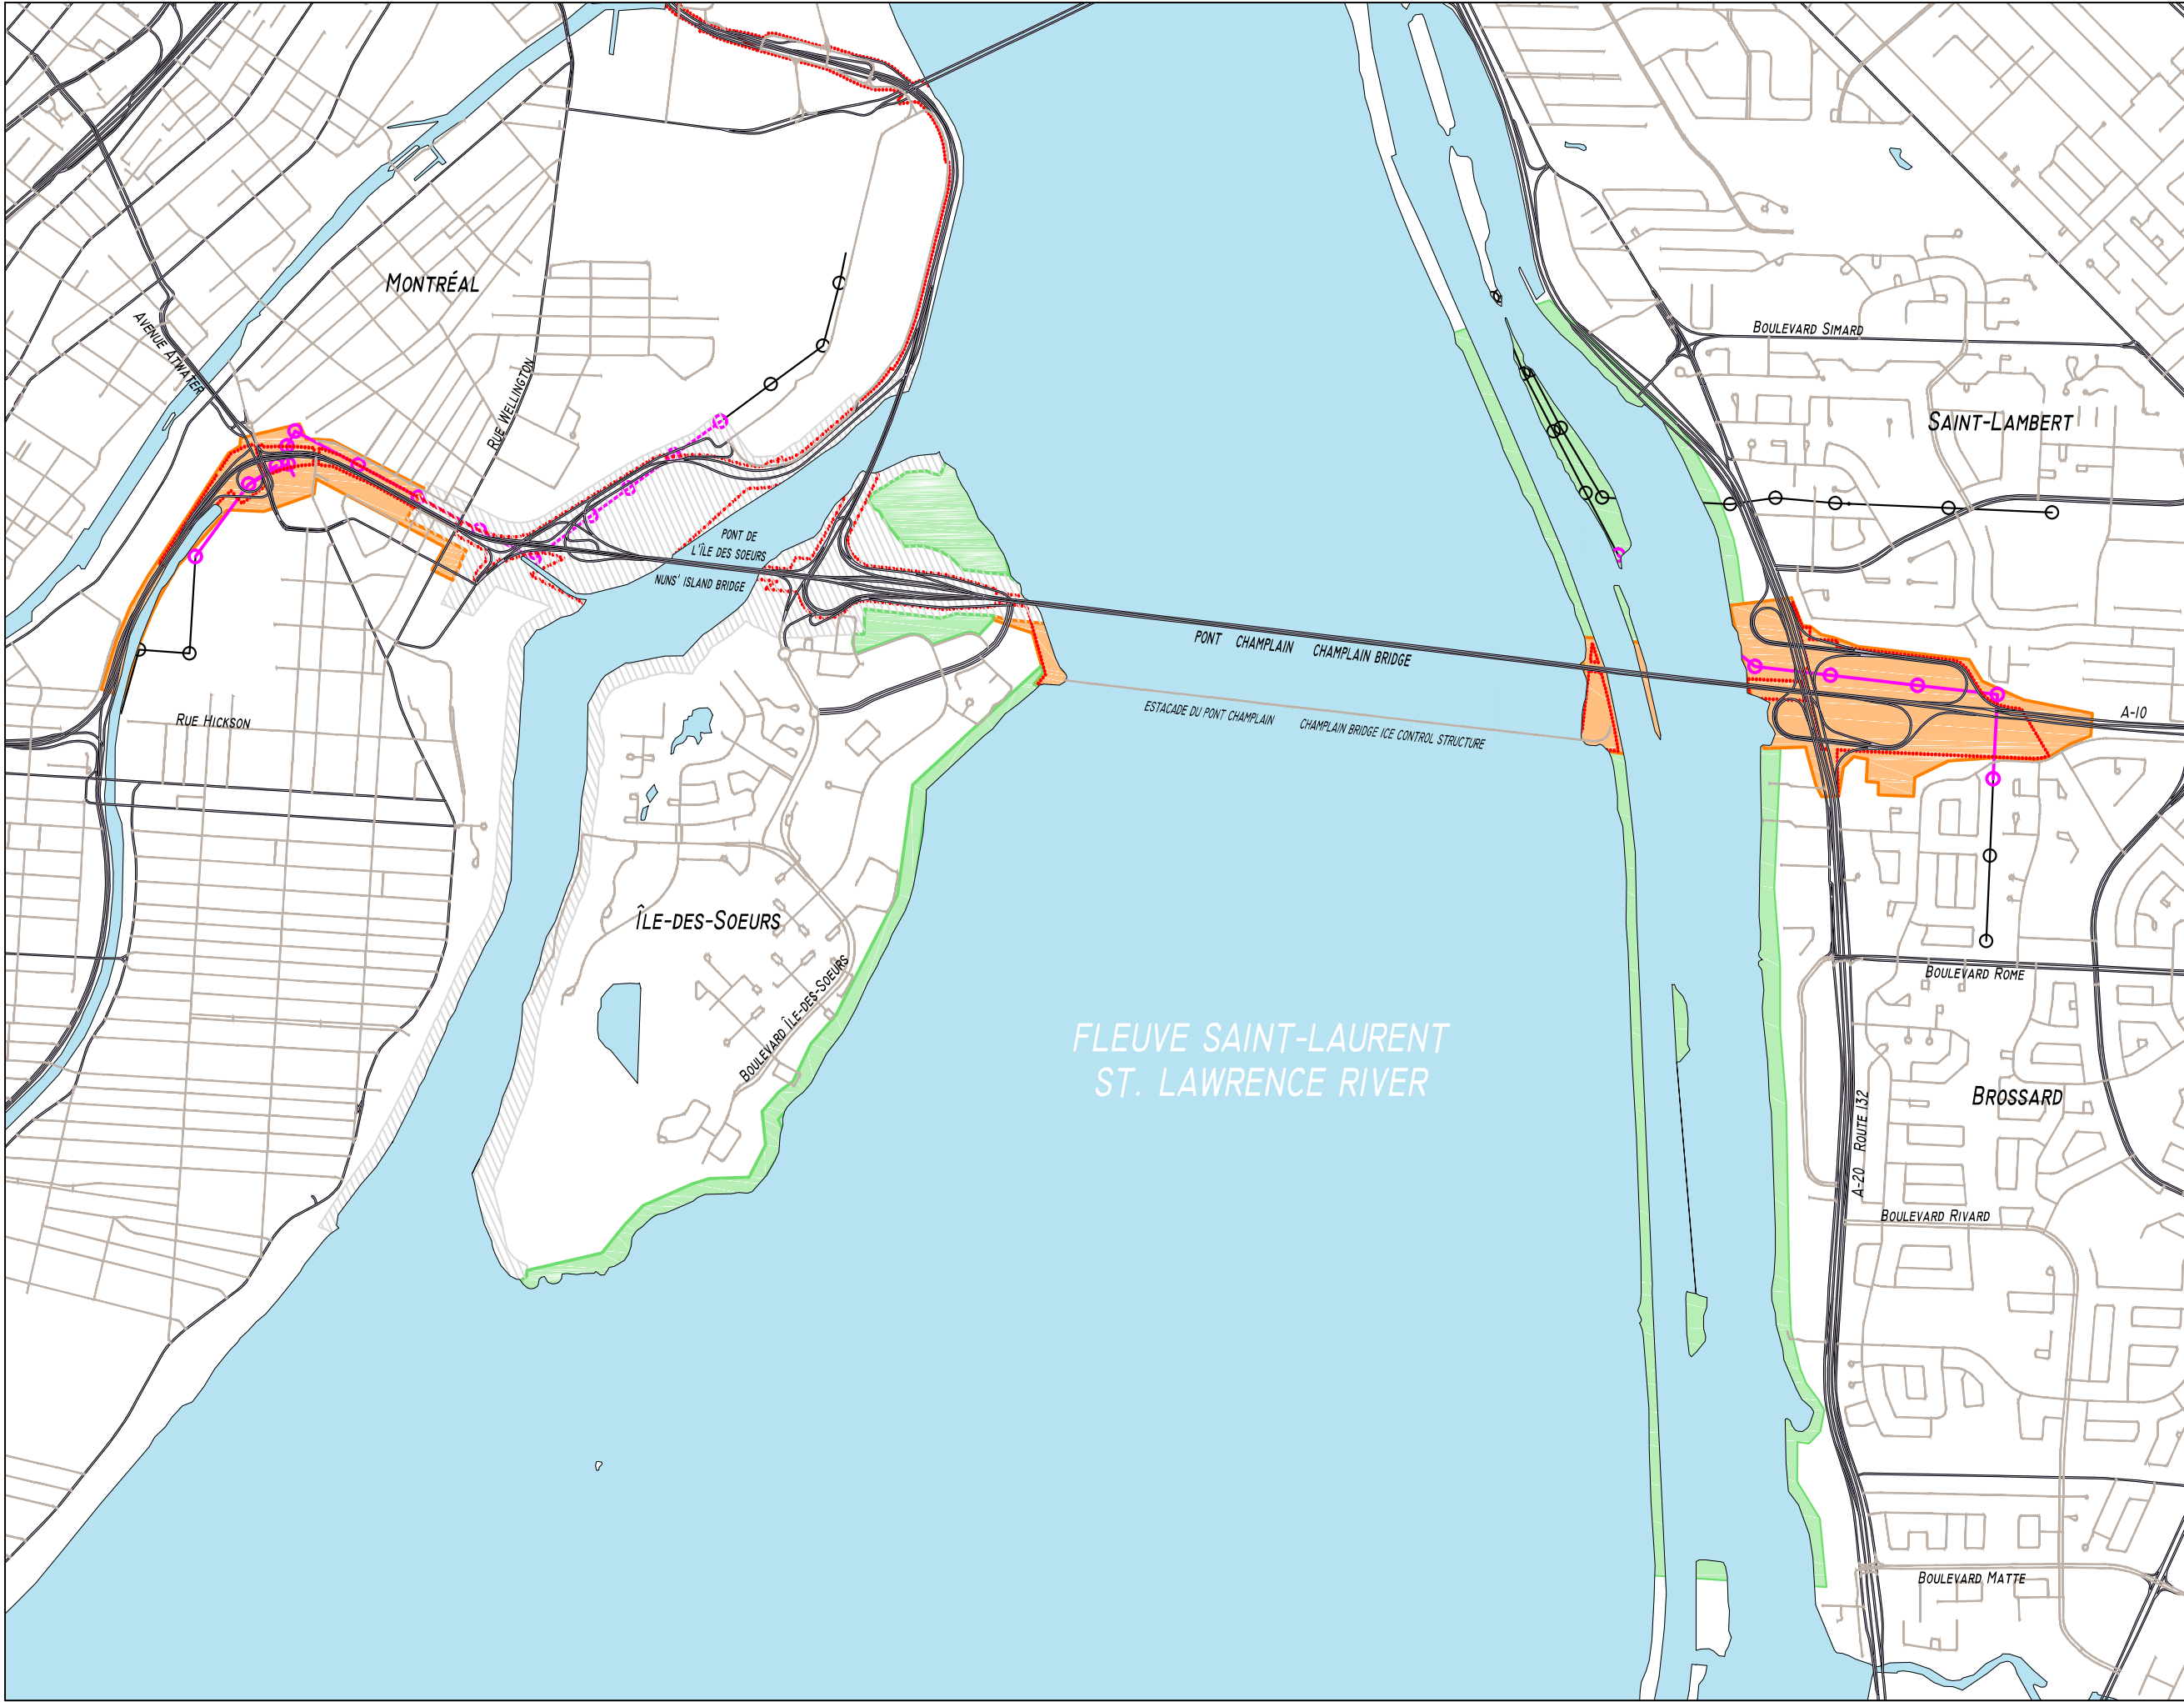 MONTRÉAL
AVENUE ATWATER
RUE WELLINGTON
BOULEVARD SIMARD
SAINT-LAMBERT
PONT DE
L'ÎLE DES SOEURS
NUNS' ISLAND BRIDGE
PONT CHAMPLAIN CHAMPLAIN BRIDGE
ESTACADE DU PONT CHAMPLAIN CHAMPLAIN BRIDGE ICE CONTROL STRUCTURE
A-10
RUE HICKSON
ÎLE-DES-SOEURS
BOULEVARD ÎLE-DES-SOEURS
BOULEVARD ROME
FLEUVE SAINT-LAURENT
ST. LAWRENCE RIVER
BROSSARD
A-20 ROUTE 132
BOULEVARD RIVARD
BOULEVARD MATTE